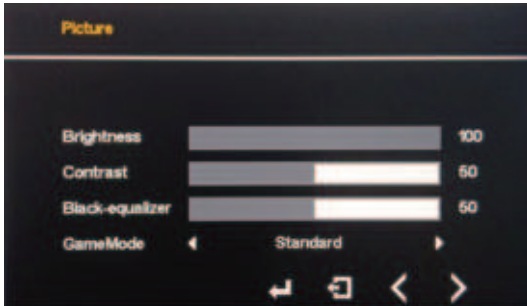 Picture
Brightness 100
Contrast 50
Black-equalizer 50
GameMode Standard